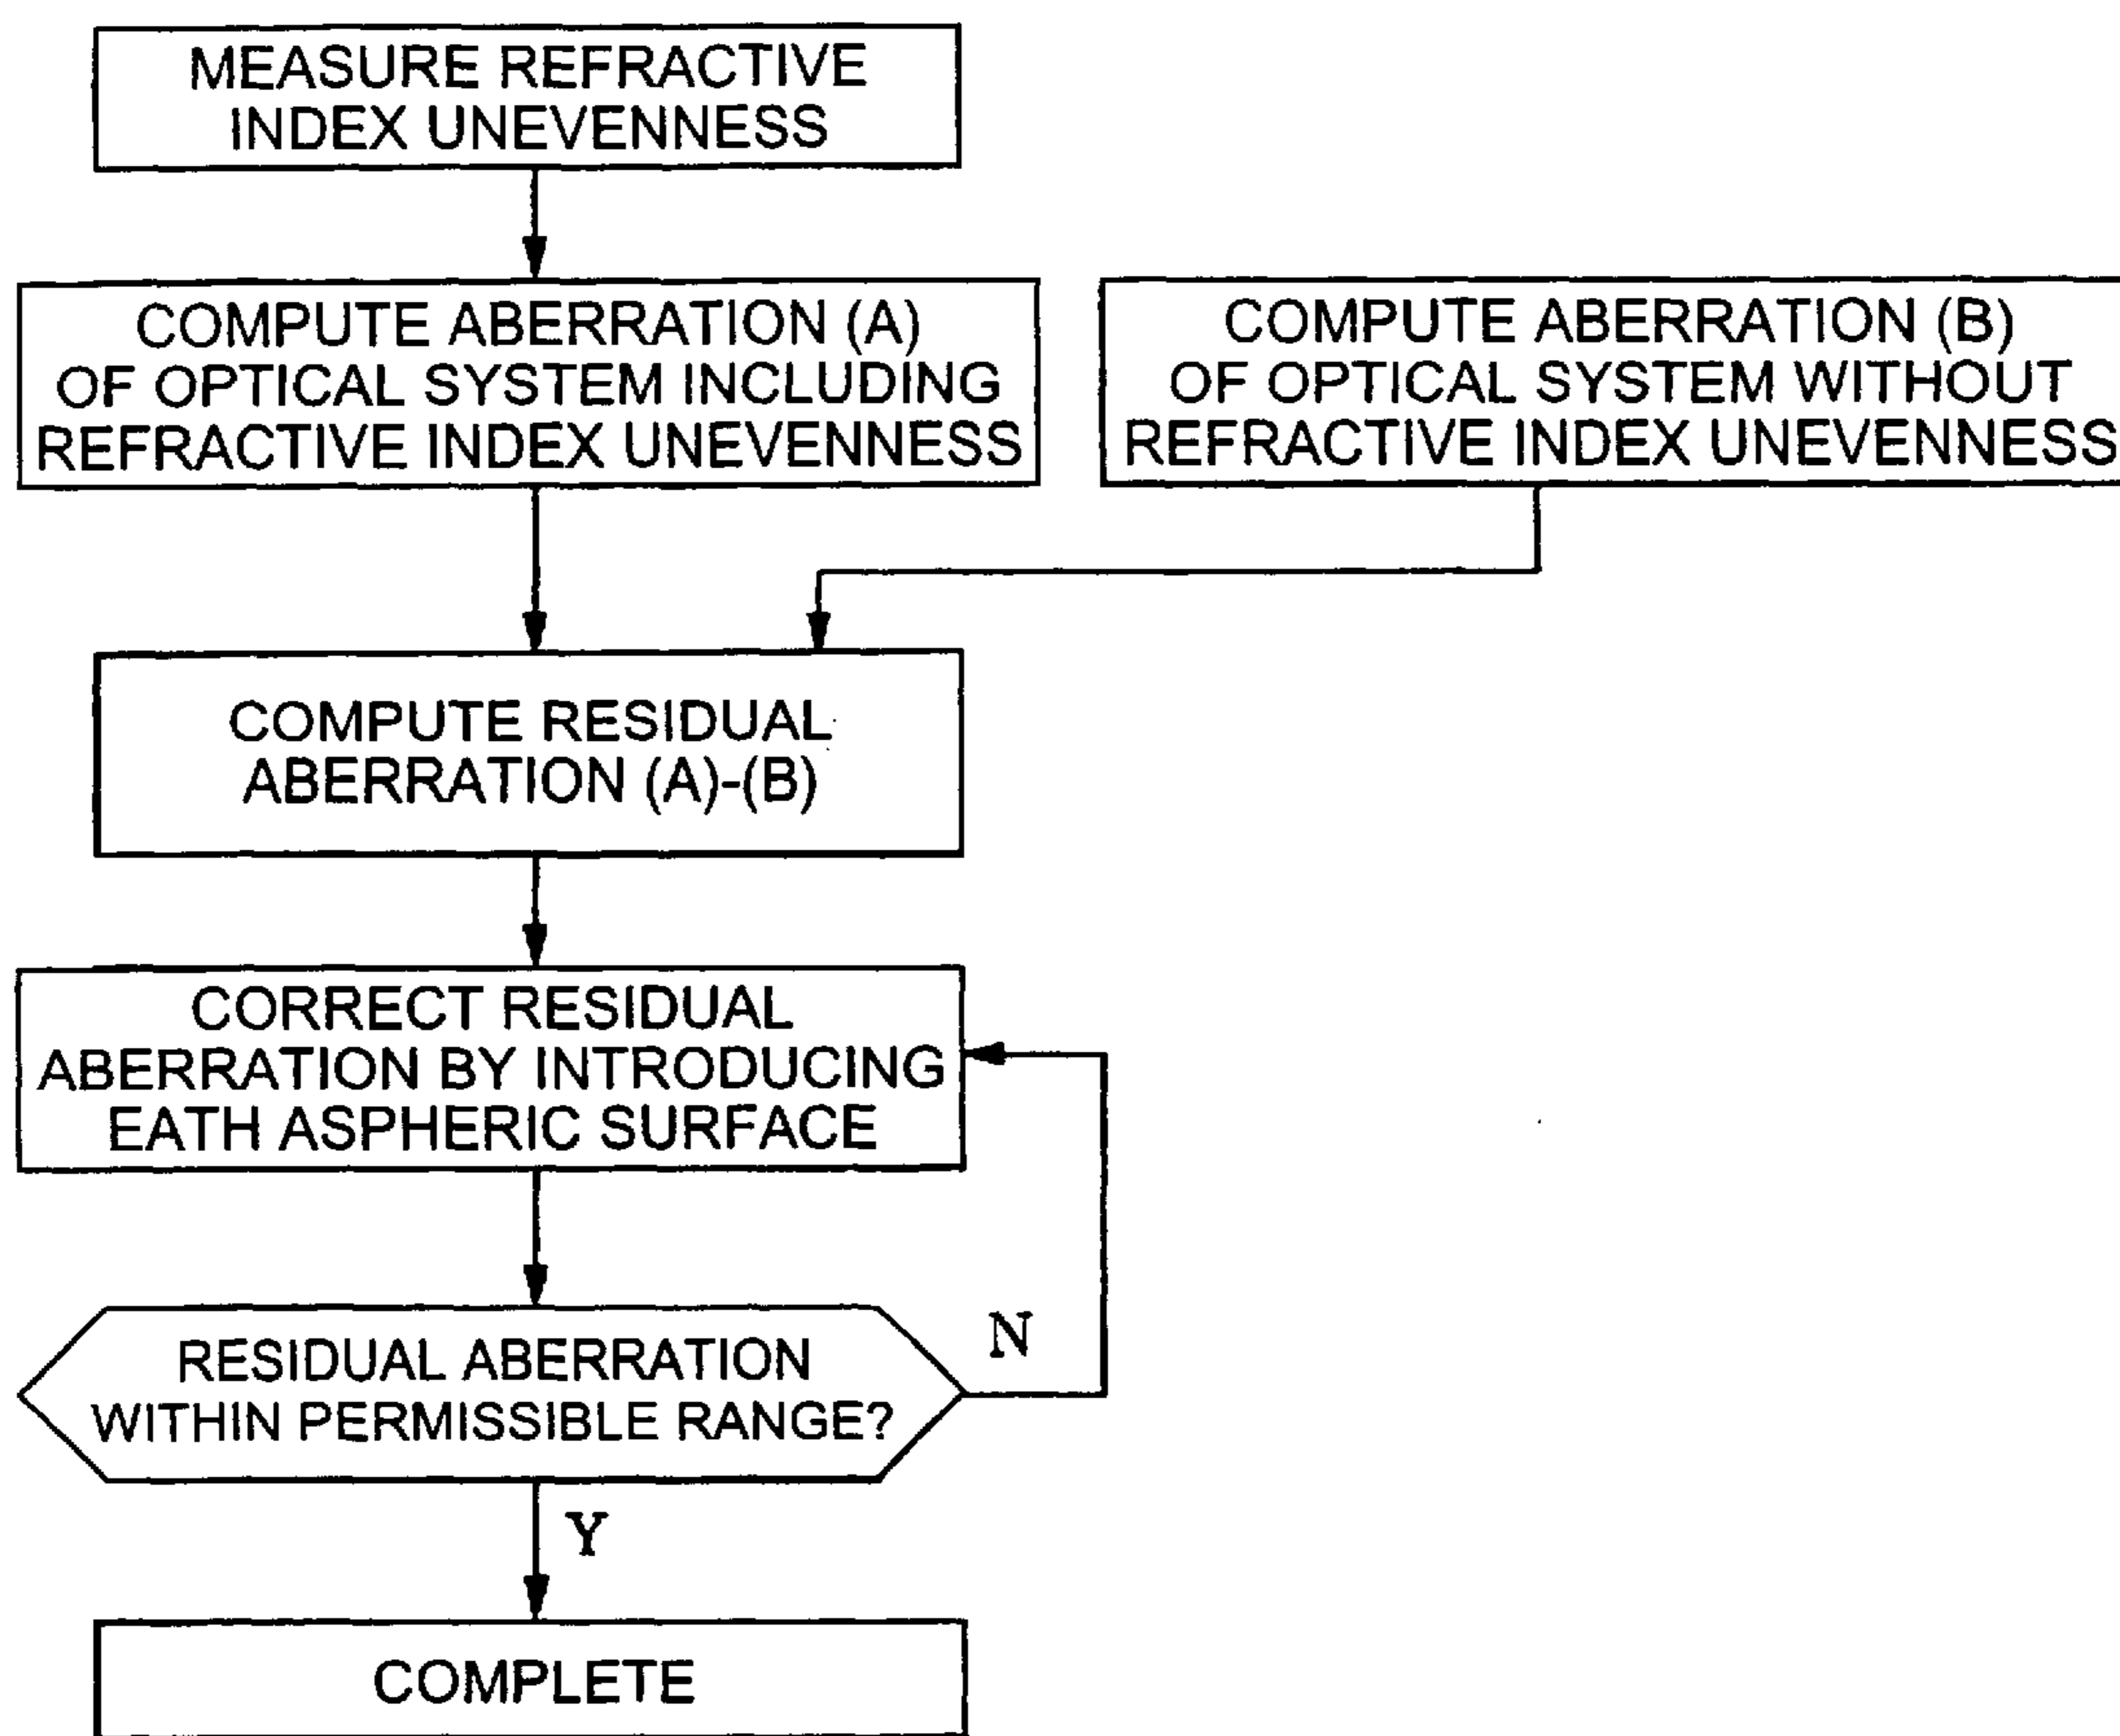 MEASURE REFRACTIVE
INDEX UNEVENNESS
COMPUTE ABERRATION (A)
OF OPTICAL SYSTEM INCLUDING
REFRACTIVE INDEX UNEVENNESS
COMPUTE ABERRATION (B)
OF OPTICAL SYSTEM WITHOUT
REFRACTIVE INDEX UNEVENNESS
COMPUTE RESIDUAL
ABERRATION (A)-(B)
CORRECT RESIDUAL
ABERRATION BY INTRODUCING
EATH ASPHERIC SURFACE
RESIDUAL ABERRATION
WITHIN PERMISSIBLE RANGE?
N
Y
COMPLETE